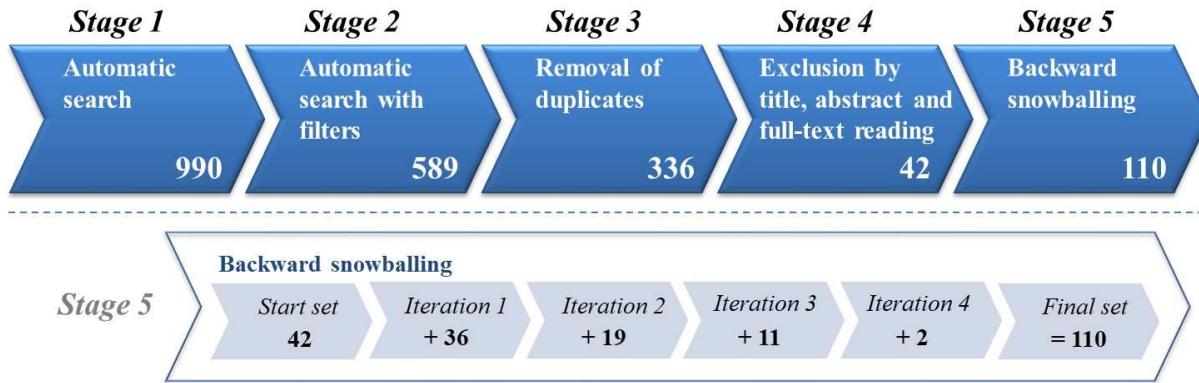 Stage 1
Stage 2
Stage 3
Stage 4
Stage 5
Automatic
search
990
Automatic
search with
filters
589
Removal of
duplicates
336
Exclusion by
title, abstract and
full-text reading
42
Backward
snowballing
110
Stage 5
Backward snowballing
Start set
42
Iteration 1
+ 36
Iteration 2
+ 19
Iteration 3
+ 11
Iteration 4
+ 2
Final set
= 110